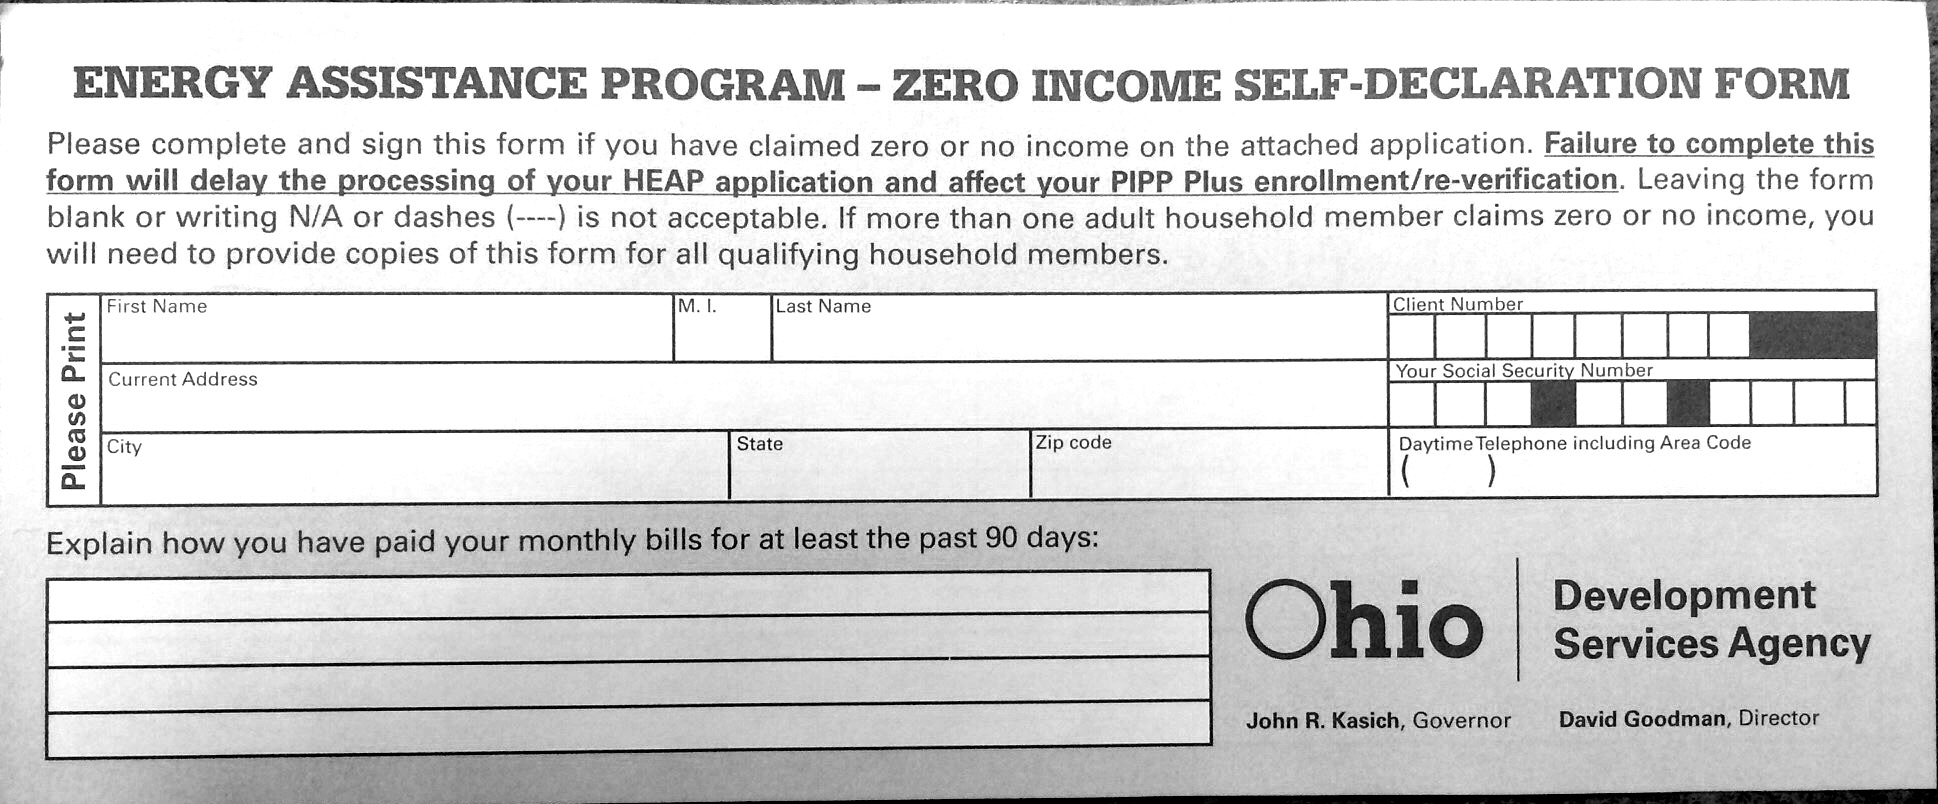 ENERGY ASSISTANCE PROGRAM – ZERO INCOME SELF-DECLARATION FORM
Please complete and sign this form if you have claimed zero or no income on the attached application. Failure to complete this
form will delay the processing of your HEAP application and affect your PIPP Plus enrollment/re-verification. Leaving the form
blank or writing N/A or dashes (----) is not acceptable. If more than one adult household member claims zero or no income, you
will need to provide copies of this form for all qualifying household members.
Please Print
First Name
M. I.
Last Name
Client Number
Current Address
Your Social Security Number
City
State
Zip code
Daytime Telephone including Area Code
( )
Explain how you have paid your monthly bills for at least the past 90 days:
Ohio
Development
Services Agency
John R. Kasich, Governor
David Goodman, Director